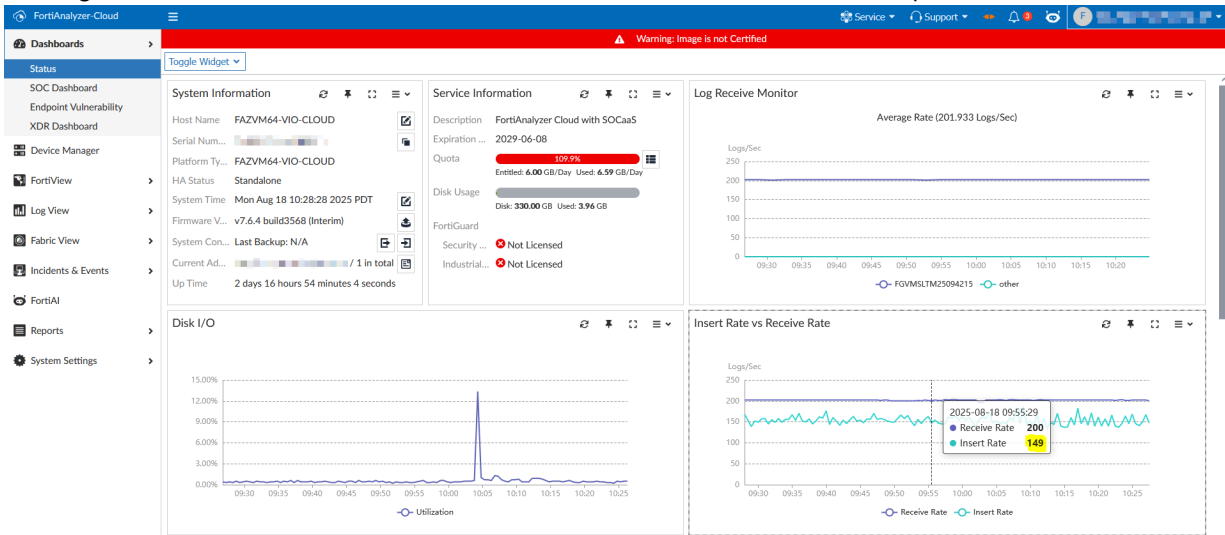 FortiAnalyzer-Cloud
Service
Support
3
F
Warning: Image is not Certified
Dashboards
Status
SOC Dashboard
Endpoint Vulnerability
XDR Dashboard
Device Manager
FortiView
Log View
Fabric View
Incidents & Events
FortiAI
Reports
System Settings
Toggle Widget
System Information
Host Name FAZVM64-VIO-CLOUD
Serial Num...
Platform Ty... FAZVM64-VIO-CLOUD
HA Status Standalone
System Time Mon Aug 18 10:28:28 2025 PDT
Firmware V... v7.6.4 build3568 (Interim)
System Con... Last Backup: N/A
Current Ad... / 1 in total
Up Time 2 days 16 hours 54 minutes 4 seconds
Service Information
Description FortiAnalyzer Cloud with SOCaaS
Expiration ... 2029-06-08
Quota 109.9%
Entitled: 6.00 GB/Day Used: 6.59 GB/Day
Disk Usage
Disk: 330.00 GB Used: 3.96 GB
FortiGuard
Security ... Not Licensed
Industrial... Not Licensed
Log Receive Monitor
Average Rate (201.933 Logs/Sec)
Logs/Sec
250
200
150
100
50
0
09:30 09:35 09:40 09:45 09:50 09:55 10:00 10:05 10:10 10:15 10:20
FGVMSLTM25094215 other
Disk I/O
15.00%
12.00%
9.00%
6.00%
3.00%
0.00%
09:30 09:35 09:40 09:45 09:50 09:55 10:00 10:05 10:10 10:15 10:20 10:25
Utilization
Insert Rate vs Receive Rate
Logs/Sec
250
200
150
100
50
0
2025-08-18 09:55:29
Receive Rate 200
Insert Rate 149
09:30 09:35 09:40 09:45 09:50 09:55 10:00 10:05 10:10 10:15 10:20 10:25
Receive Rate Insert Rate